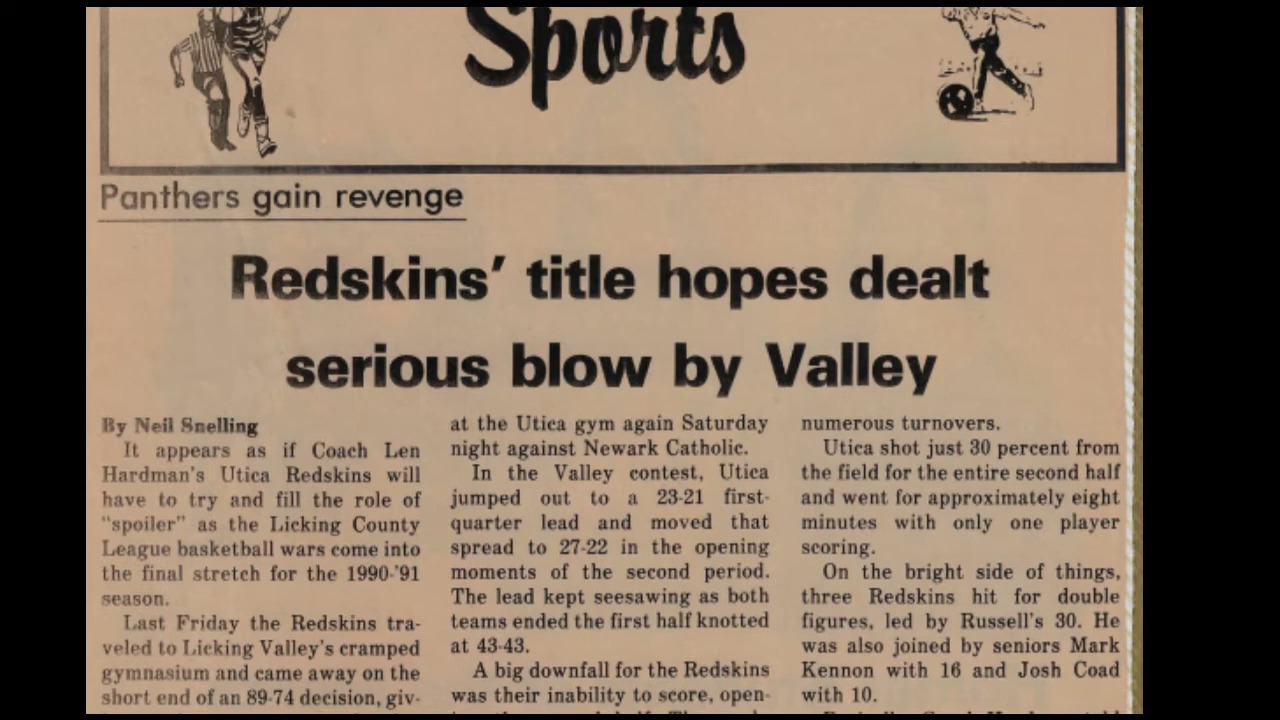 Sports
Panthers gain revenge
Redskins' title hopes dealt
serious blow by Valley
By Neil Snelling
It appears as if Coach Len
Hardman's Utica Redskins will
have to try and fill the role of
"spoiler" as the Licking County
League basketball wars come into
the final stretch for the 1990-'91
season.
Last Friday the Redskins tra-
veled to Licking Valley's cramped
gymnasium and came away on the
short end of an 89-74 decision, giv-
at the Utica gym again Saturday
night against Newark Catholic.
In the Valley contest, Utica
jumped out to a 23-21 first-
quarter lead and moved that
spread to 27-22 in the opening
moments of the second period.
The lead kept seesawing as both
teams ended the first half knotted
at 43-43.
A big downfall for the Redskins
was their inability to score, open-
numerous turnovers.
Utica shot just 30 percent from
the field for the entire second half
and went for approximately eight
minutes with only one player
scoring.
On the bright side of things,
three Redskins hit for double
figures, led by Russell's 30. He
was also joined by seniors Mark
Kennon with 16 and Josh Coad
with 10.